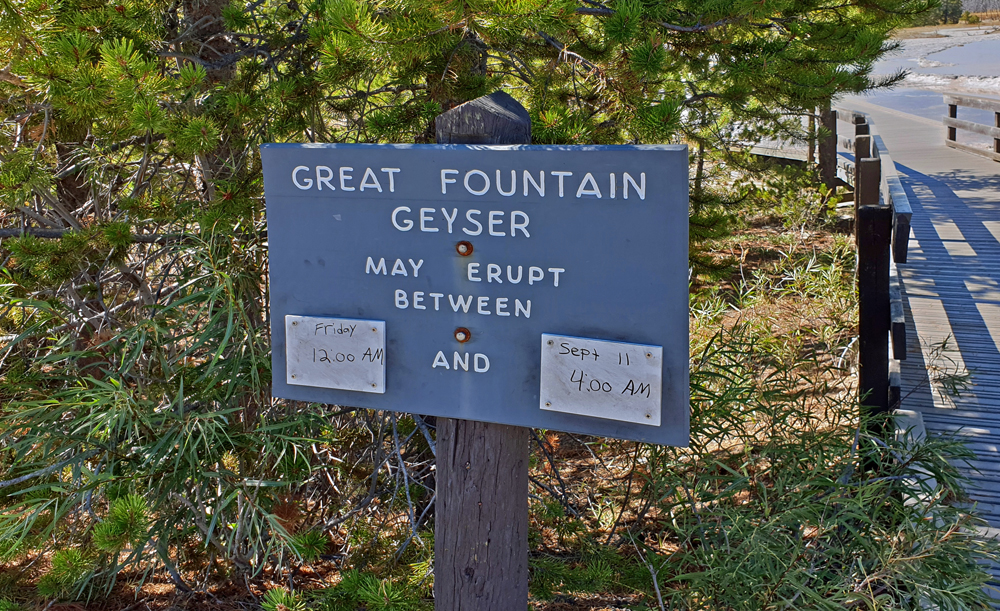 GREAT FOUNTAIN
GEYSER
MAY ERUPT
BETWEEN
Friday
12:00 AM
AND
Sept 11
4:00 AM